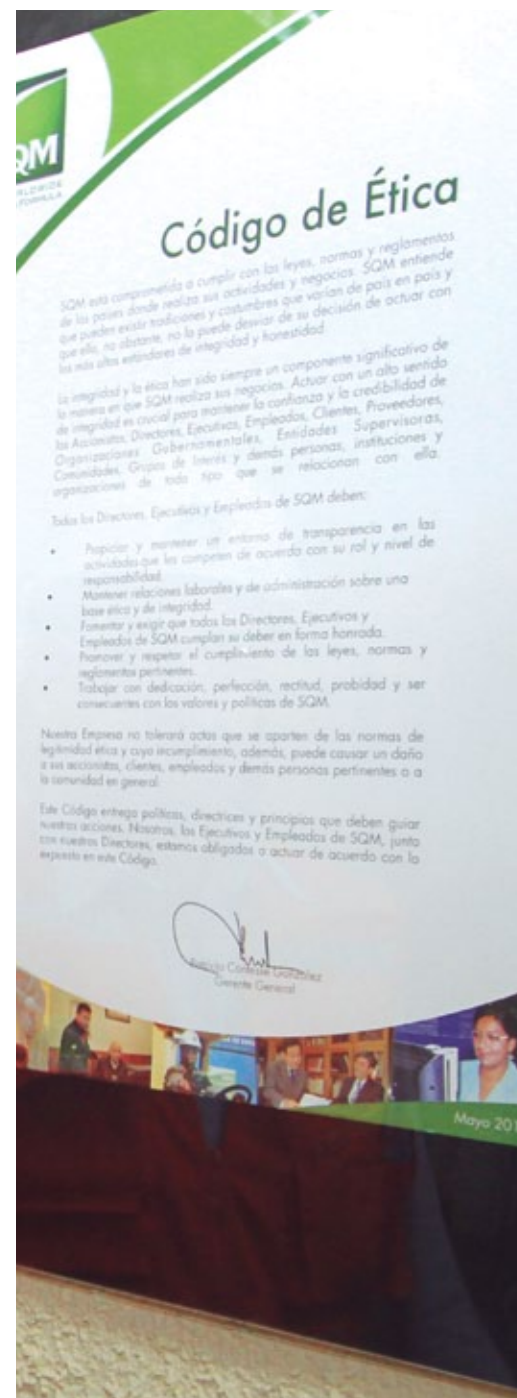 QM
Código de Ética
SQM está comprometida a cumplir con las leyes, normas y reglamentos
de los países donde realiza sus actividades y negocios. SQM entiende
que pueden existir tradiciones y costumbres que varían de país en país y
que ello, no obstante, no la puede desviar de su decisión de actuar con
los más altos estándares de integridad y honestidad.
La integridad y la ética han sido siempre un componente significativo de
la manera en que SQM realiza sus negocios. Actuar con un alto sentido
de integridad es crucial para mantener la confianza y la credibilidad de
los Accionistas, Directores, Ejecutivos, Empleados, Clientes, Proveedores,
Organizaciones Gubernamentales, Entidades Supervisoras,
Comunidades, Grupos de Interés y demás personas, instituciones y
organizaciones de todo tipo que se relacionan con ella.
Todos los Directores, Ejecutivos y Empleados de SQM deben:
• Propiciar y mantener un entorno de transparencia en las
actividades que les competen de acuerdo con su rol y nivel de
responsabilidad.
• Mantener relaciones laborales y de administración sobre una
base ética y de integridad.
• Fomentar y exigir que todos los Directores, Ejecutivos y
Empleados de SQM cumplan su deber en forma honrada.
• Promover y respetar el cumplimiento de las leyes, normas y
reglamentos pertinentes.
• Trabajar con dedicación, perfección, rectitud, probidad y ser
consecuentes con los valores y políticas de SQM.
Nuestra Empresa no tolerará actos que se aparten de las normas de
legitimidad ética y cuyo incumplimiento, además, puede causar un daño
a sus accionistas, clientes, empleados y demás personas pertinentes o a
la comunidad en general.
Este Código entrega políticas, directrices y principios que deben guiar
nuestras acciones. Nosotros, los Ejecutivos y Empleados de SQM, junto
con nuestros Directores, estamos obligados a actuar de acuerdo con lo
expuesto en este Código.
Patricio Contesse González
Gerente General
Mayo 201